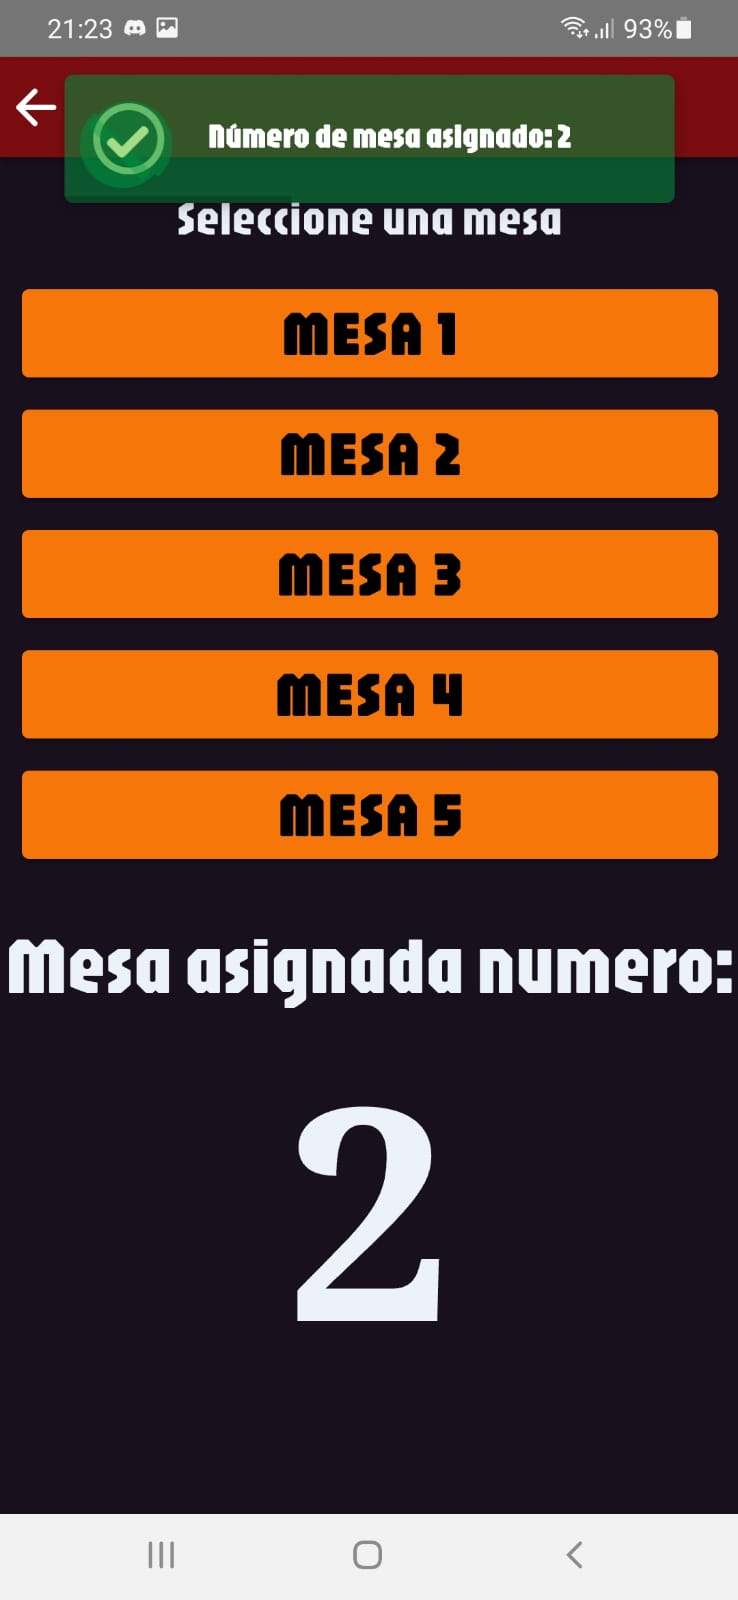 21:23
93%
Número de mesa asignado: 2
Seleccione una mesa
MESA 1
MESA 2
MESA 3
MESA 4
MESA 5
Mesa asignada numero:
2